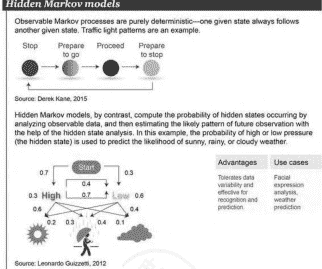 Hidden Markov models
Observable Markov processes are purely deterministic—one given state always follows
another given state. Traffic light patterns are an example.
Stop Prepare to go Proceed Prepare to stop
Source: Derek Kane, 2015
Hidden Markov models, by contrast, compute the probability of hidden states occurring by
analyzing observable data, and then estimating the likely pattern of future observation with
the help of the hidden state analysis. In this example, the probability of high or low pressure
(the hidden state) is used to predict the likelihood of sunny, rainy, or cloudy weather.
Start
0.7 0.3
0.4
0.3 High 0.7 Low 0.6
0.6 0.4
0.2 0.3 0.4 0.1
Source: Leonardo Guizzetti, 2012
Advantages Use cases
Tolerates data
variability and
effective for
recognition and
prediction
Facial
expression
analysis,
weather
prediction